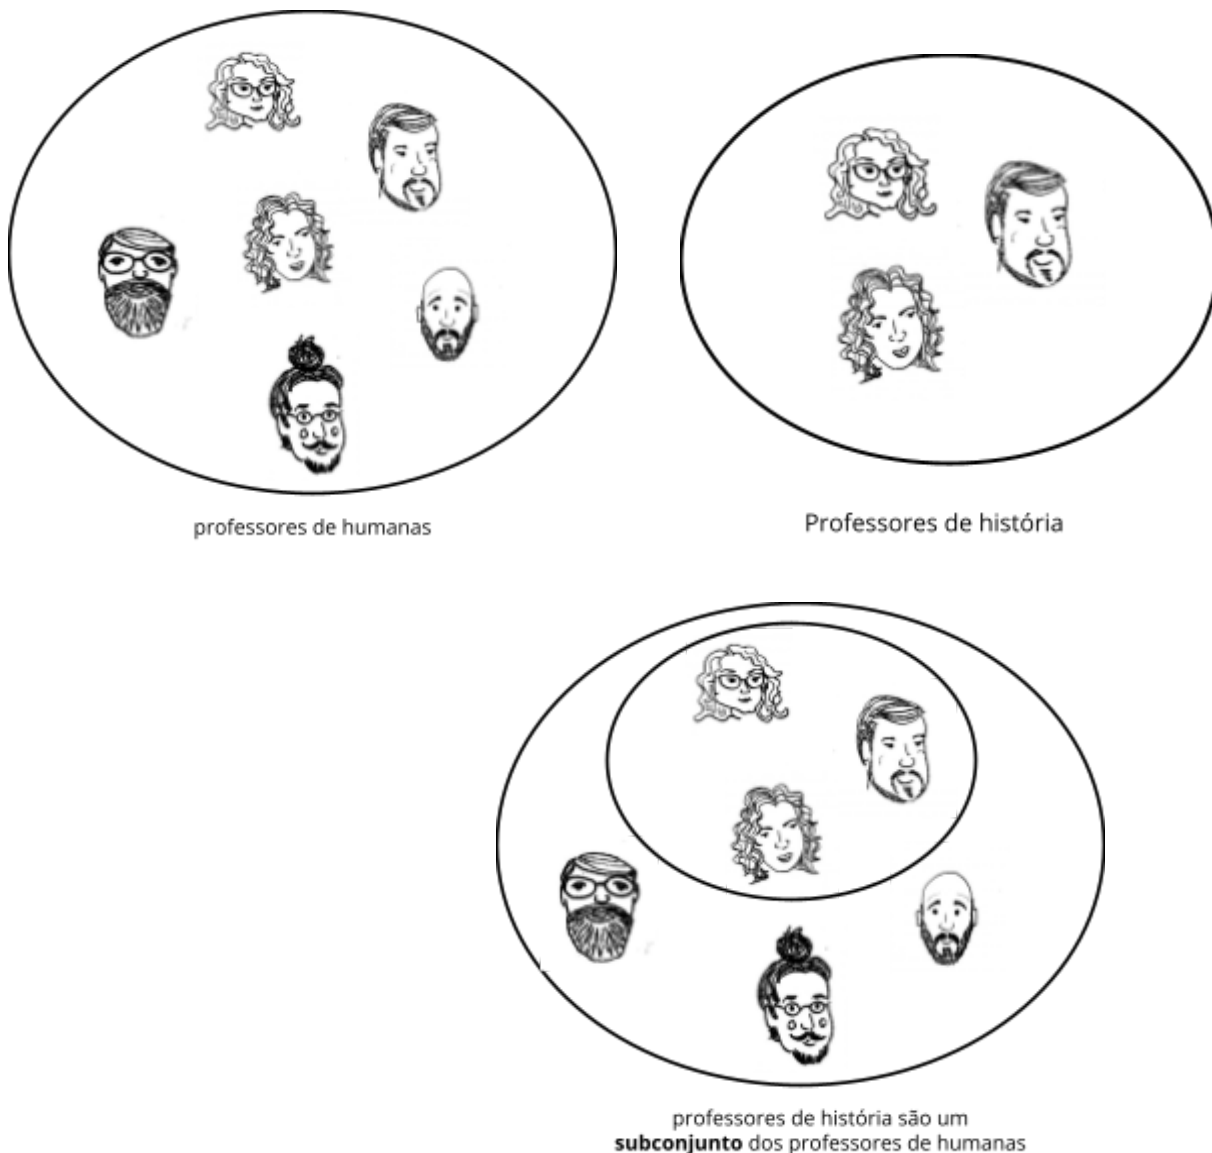 professores de humanas
Professores de história
professores de história são um
subconjunto dos professores de humanas